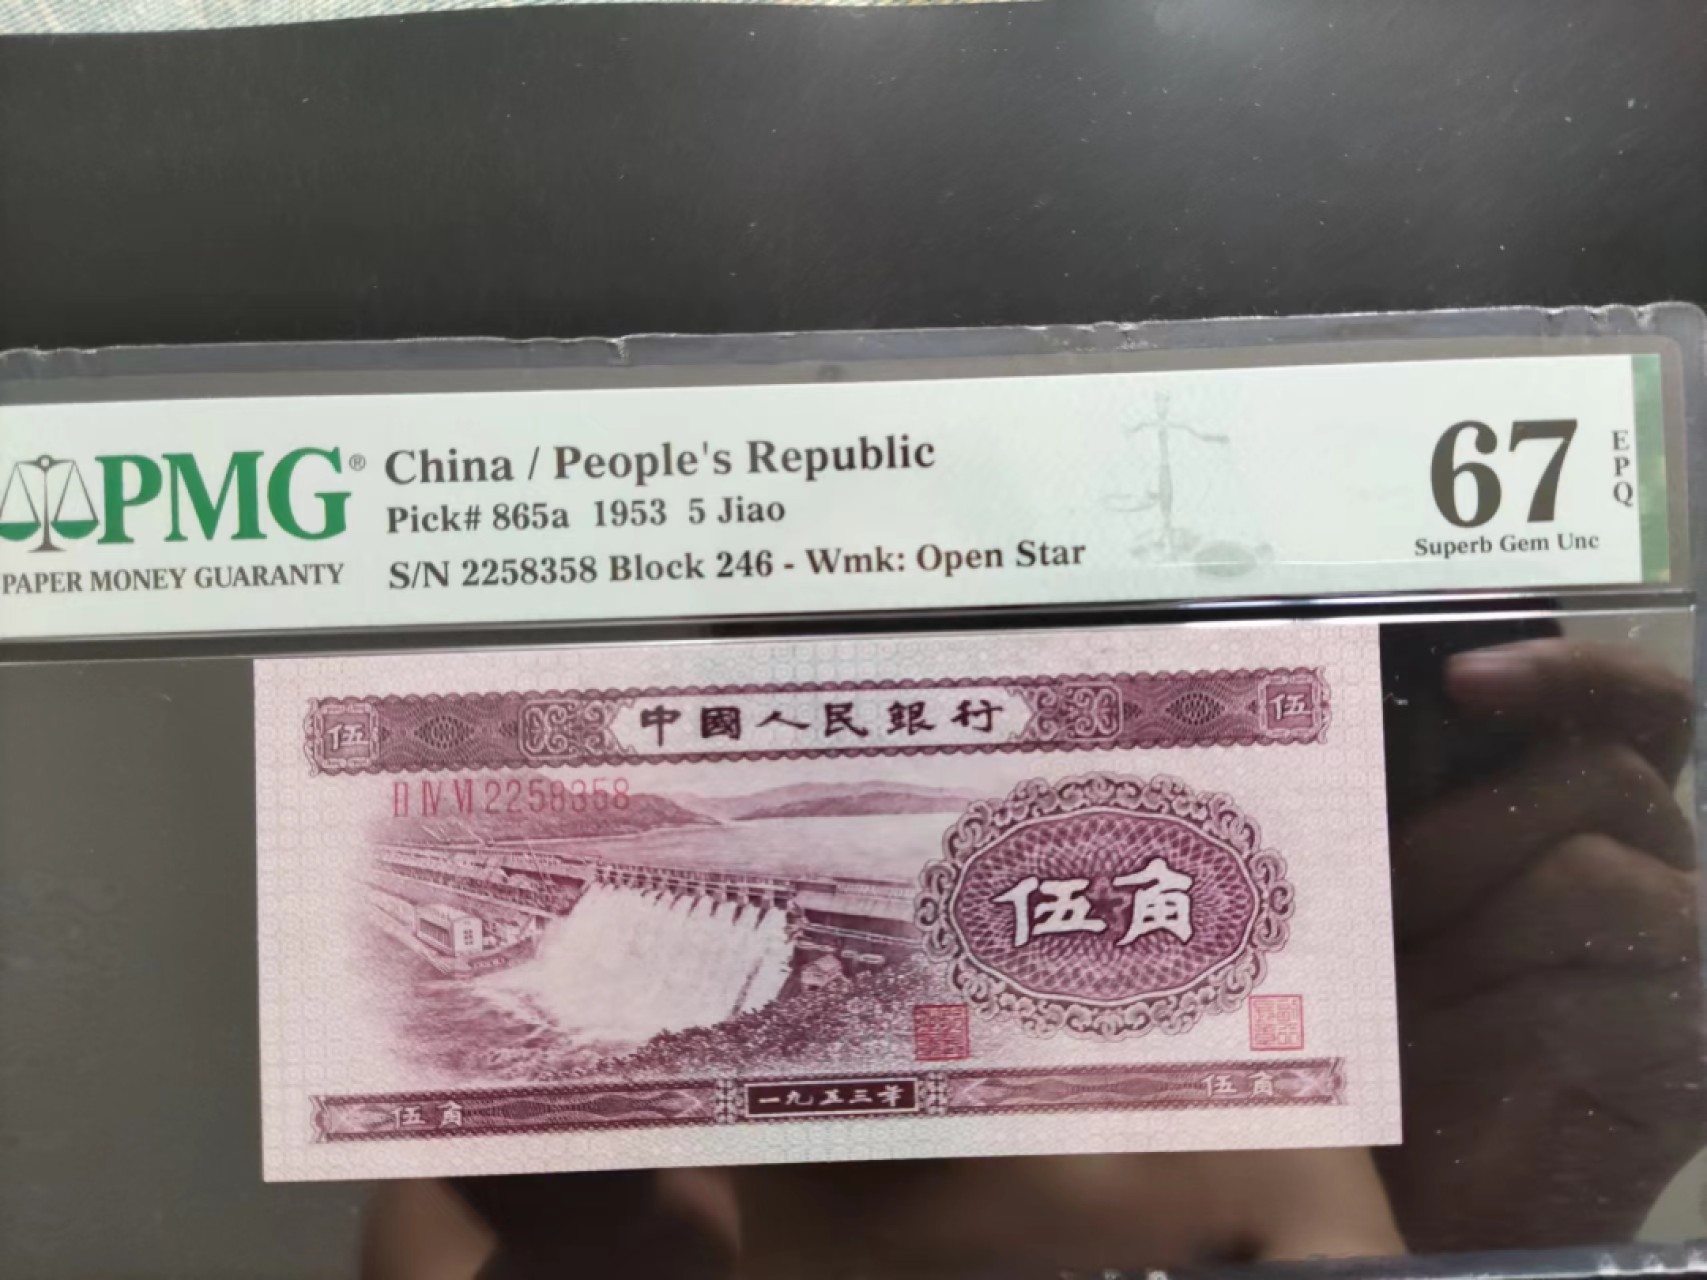 PMG®
PAPER MONEY GUARANTY
China / People's Republic
Pick# 865a 1953 5 Jiao
S/N 2258358 Block 246 - Wmk: Open Star
67
EPQ
Superb Gem Unc
伍 中國人民銀行 伍
II IV VI 2258358
伍角
伍角 一九五三年 伍角